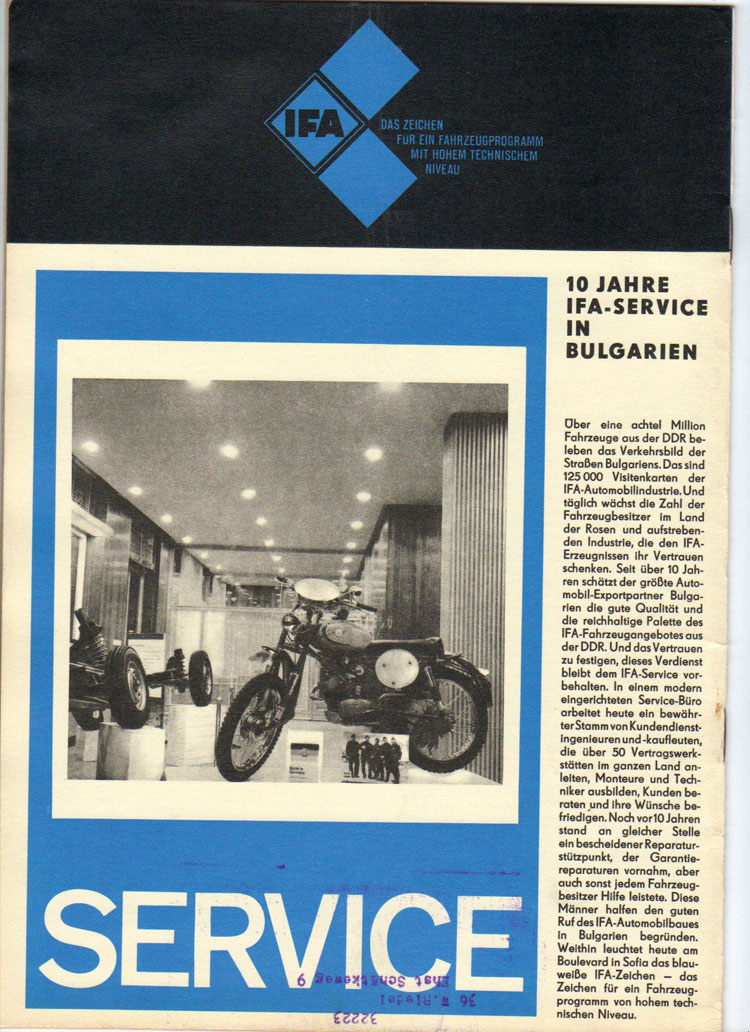 IFA
DAS ZEICHEN
FÜR EIN FAHRZEUGPROGRAMM
MIT HOHEM TECHNISCHEM
NIVEAU
10 JAHRE
IFA-SERVICE
IN
BULGARIEN
Über eine achtel Million
Fahrzeuge aus der DDR be-
leben das Verkehrsbild der
Straßen Bulgariens. Das sind
125 000 Visitenkarten der
IFA-Automobilindustrie. Und
täglich wächst die Zahl der
Fahrzeugbesitzer im Land
der Rosen und aufstreben-
den Industrie, die den IFA-
Erzeugnissen ihr Vertrauen
schenken. Seit über 10 Jah-
ren schätzt der größte Auto-
mobil-Exportpartner Bulga-
rien die gute Qualität und
die reichhaltige Palette des
IFA-Fahrzeugangebotes aus
der DDR. Und das Vertrauen
zu festigen, dieses Verdienst
bleibt dem IFA-Service vor-
behalten. In einem modern
eingerichteten Service-Büro
arbeitet heute ein bewähr-
ter Stamm von Kundendienst-
ingenieuren und -kaufleuten,
die über 50 Vertragswerk-
stätten im ganzen Land an-
leiten, Monteure und Tech-
niker ausbilden, Kunden be-
raten und ihre Wünsche be-
friedigen. Noch vor 10 Jahren
stand an gleicher Stelle
ein bescheidener Reparatur-
stützpunkt, der Garantie-
reparaturen vornahm, aber
auch sonst jedem Fahrzeug-
besitzer Hilfe leistete. Diese
Männer halfen den guten
Ruf des IFA-Automobilbaues
in Bulgarien begründen.
Weithin leuchtet heute am
Boulevard in Sofia das blau-
weiße IFA-Zeichen – das
Zeichen für ein Fahrzeug-
programm von hohem tech-
nischen Niveau.
SERVICE
32223
36 W.Riedel
9